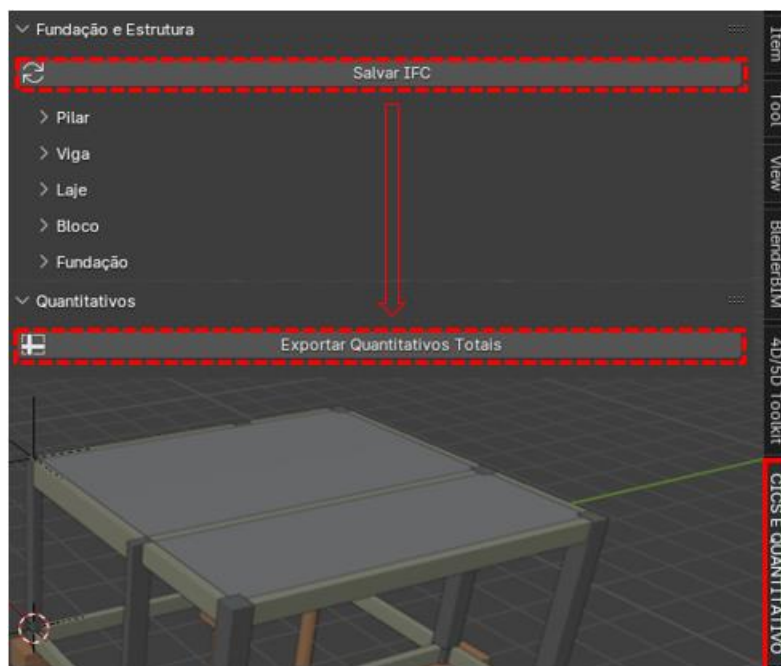 Fundação e Estrutura
Salvar IFC
Pilar
Viga
Laje
Bloco
Fundação
Quantitativos
Exportar Quantitativos Totais
Item
Tool
View
BlenderBIM
4D/5D Toolkit
CICS E QUANTITATIVO